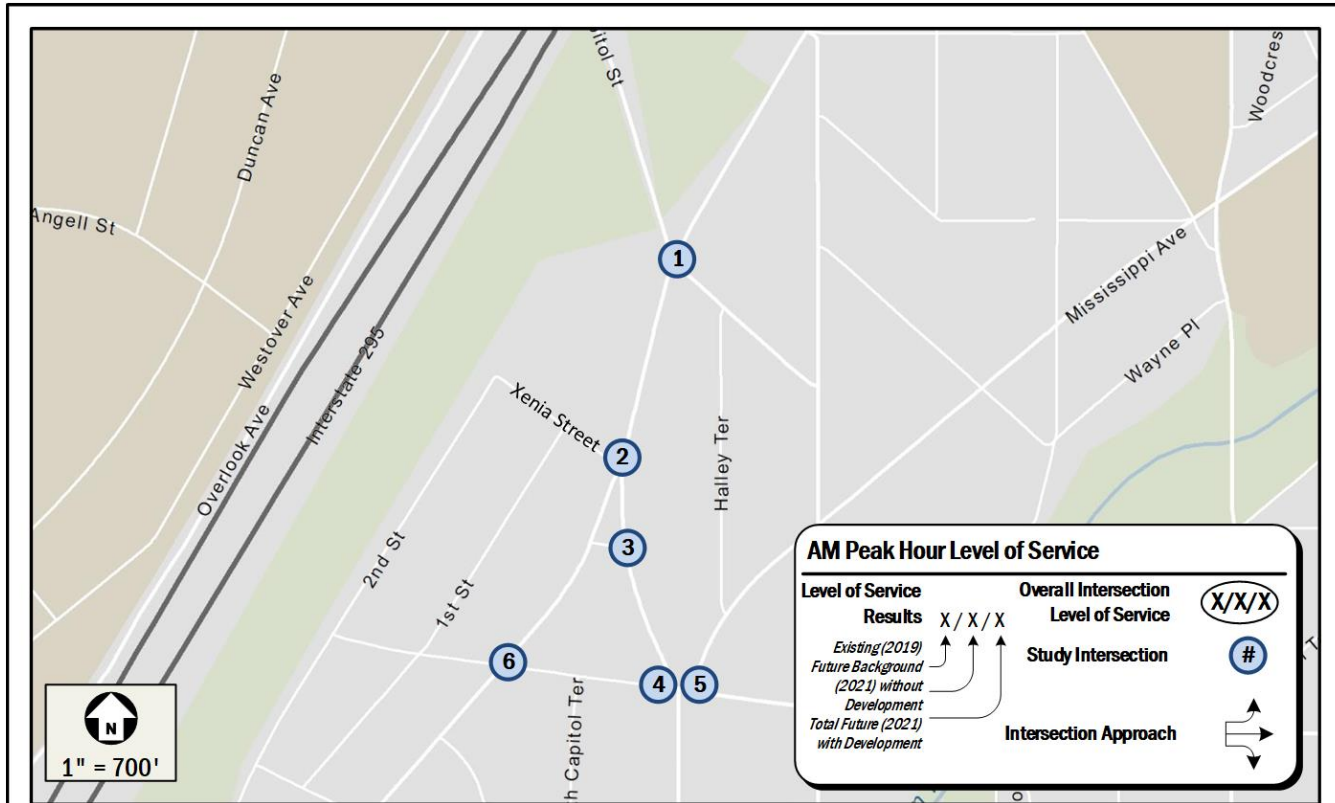 itol St
Woodcres
Duncan Ave
Angell St
1
Mississippi Ave
Westover Ave
Interstate 295
Wayne Pl
Xenia Street
Overlook Ave
2
Halley Ter
3
2nd St
1st St
6
4
5
h Capitol Ter
N
1" = 700'
AM Peak Hour Level of Service
Level of Service
Results
X / X / X
Existing (2019)
Future Background
(2021) without
Development
Total Future (2021)
with Development
Overall Intersection
Level of Service
X/X/X
Study Intersection
#
Intersection Approach